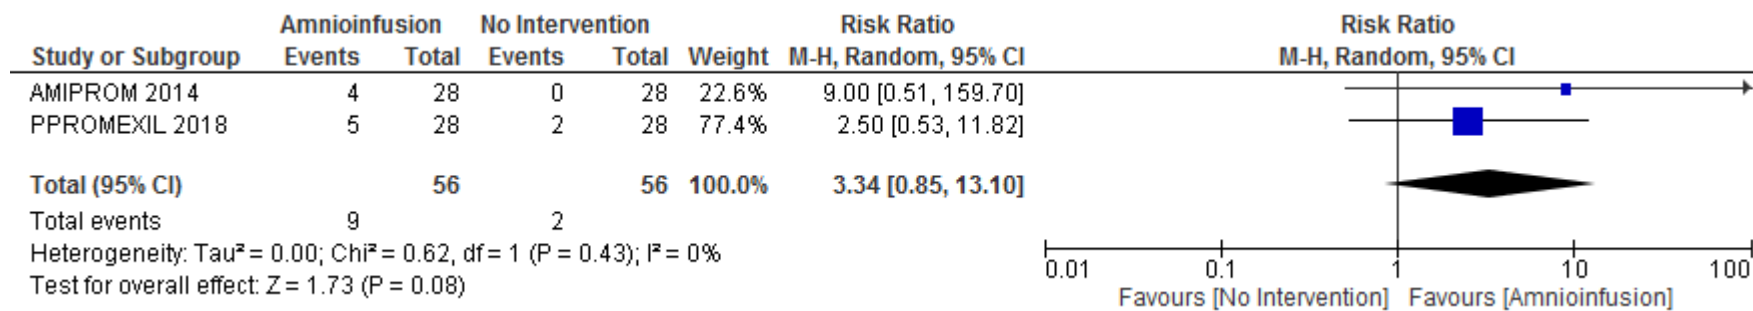 Amnioinfusion No Intervention Risk Ratio Risk Ratio
Study or Subgroup Events Total Events Total Weight M-H, Random, 95% CI M-H, Random, 95% CI
AMIPROM 2014 4 28 0 28 22.6% 9.00 [0.51, 159.70]
PPROMEXIL 2018 5 28 2 28 77.4% 2.50 [0.53, 11.82]
Total (95% CI) 56 56 100.0% 3.34 [0.85, 13.10]
Total events 9 2
Heterogeneity: Tau² = 0.00; Chi² = 0.62, df = 1 (P = 0.43); I² = 0%
Test for overall effect: Z = 1.73 (P = 0.08)
0.01 0.1 1 10 100
Favours [No Intervention] Favours [Amnioinfusion]